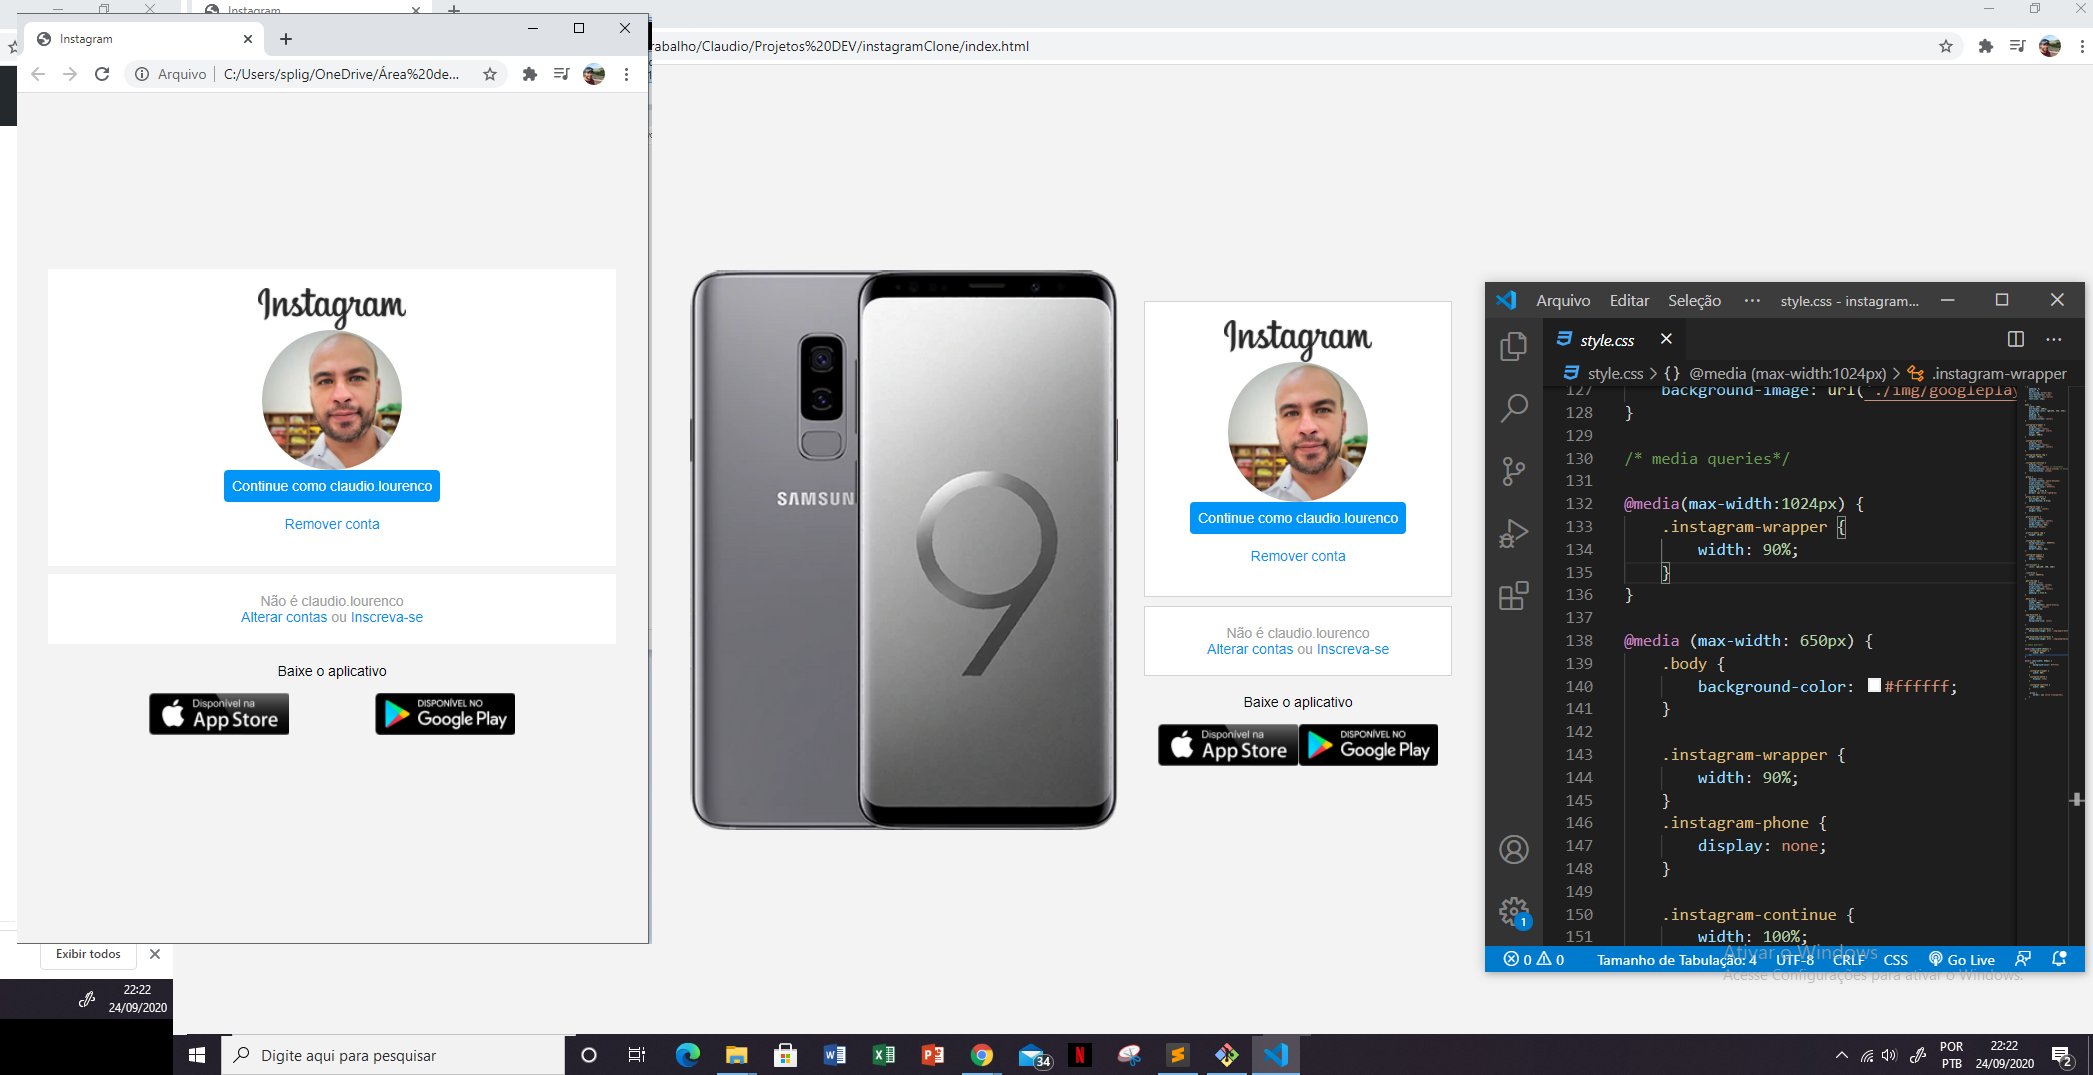 Instagram
Instagram
Arquivo
C:/Users/splig/OneDrive/Área%20de...
rabalho/Claudio/Projetos%20DEV/instagramClone/index.html
Instagram
Continue como claudio.lourenco
Remover conta
Não é claudio.lourenco
Alterar contas ou Inscreva-se
Baixe o aplicativo
Disponível na
App Store
DISPONÍVEL NO
Google Play
SAMSUN
9
Instagram
Continue como claudio.lourenco
Remover conta
Não é claudio.lourenco
Alterar contas ou Inscreva-se
Baixe o aplicativo
Disponível na
App Store
DISPONÍVEL NO
Google Play
Arquivo Editar Seleção ··· style.css - instagram...
style.css
style.css > {} @media (max-width:1024px) > .instagram-wrapper
127 background-image: url('./img/googleplay
128 }
129
130 /* media queries*/
131
132 @media(max-width:1024px) {
133 .instagram-wrapper {
134 width: 90%;
135 }
136 }
137
138 @media (max-width: 650px) {
139 .body {
140 background-color: #ffffff;
141 }
142
143 .instagram-wrapper {
144 width: 90%;
145 }
146 .instagram-phone {
147 display: none;
148 }
149
150 .instagram-continue {
151 width: 100%;
1
0 0 Tamanho de Tabulação: 4 UTF-8 CRLF CSS Go Live
Ativar o Windows
Acesse Configurações para ativar o Windows.
Exibir todos
22:22
24/09/2020
Digite aqui para pesquisar
34
POR
PTB
22:22
24/09/2020
2